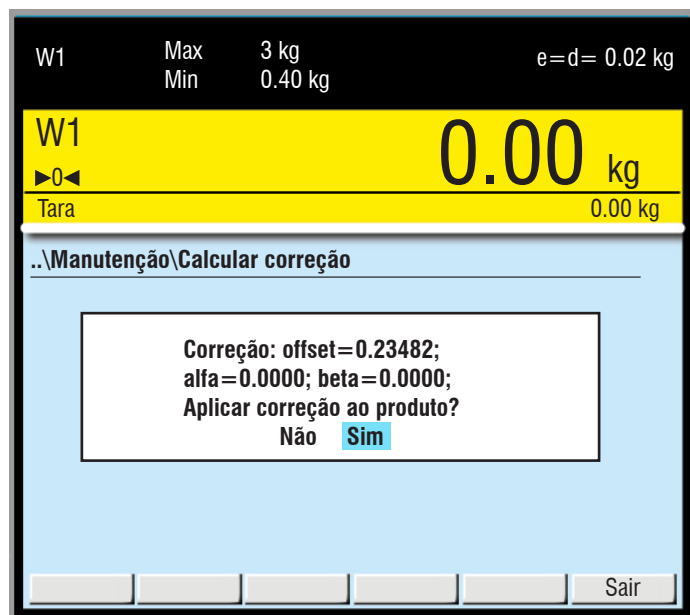 W1 Max 3 kg e=d= 0.02 kg
Min 0.40 kg
W1 0.00 kg
►0◄
Tara 0.00 kg
..\Manutenção\Calcular correção
Correção: offset=0.23482;
alfa=0.0000; beta=0.0000;
Aplicar correção ao produto?
Não Sim
Sair